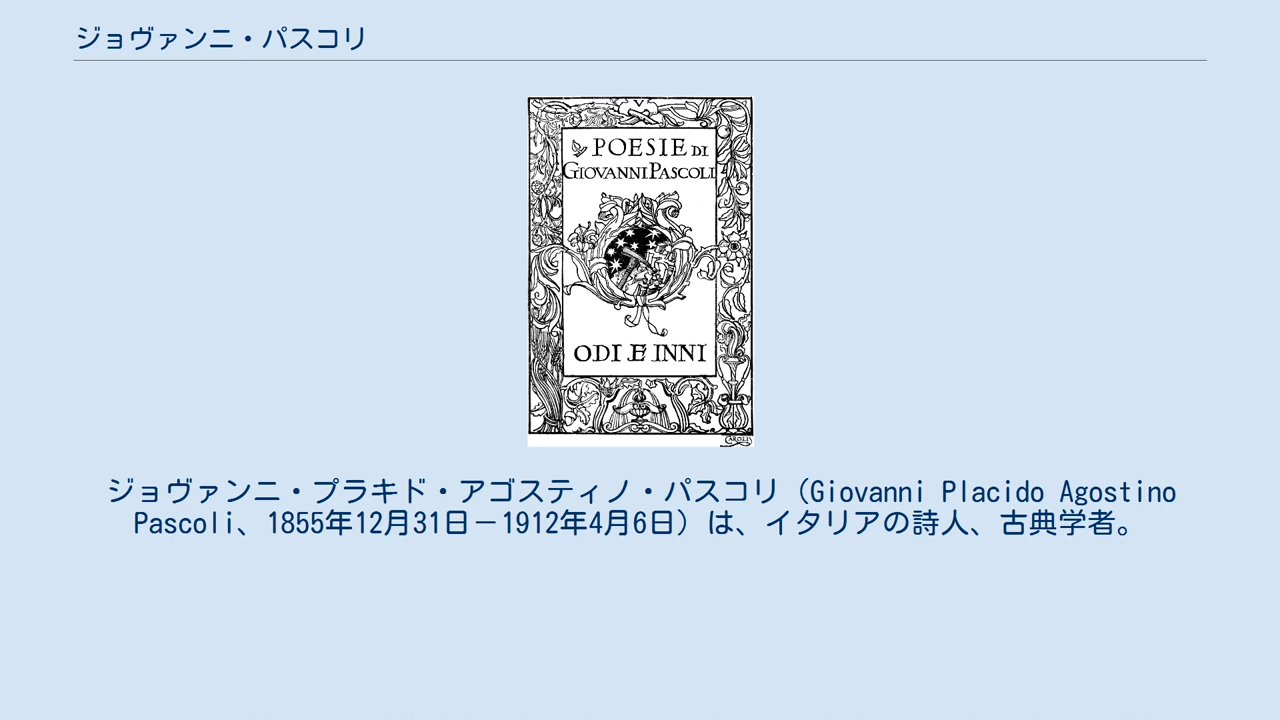 ジョヴァンニ・パスコリ
POESIE DI
GIOVANNI PASCOLI
ODI E INNI
CAROLIS
ジョヴァンニ・プラキド・アゴスティノ・パスコリ（Giovanni Placido Agostino
Pascoli、1855年12月31日－1912年4月6日）は、イタリアの詩人、古典学者。